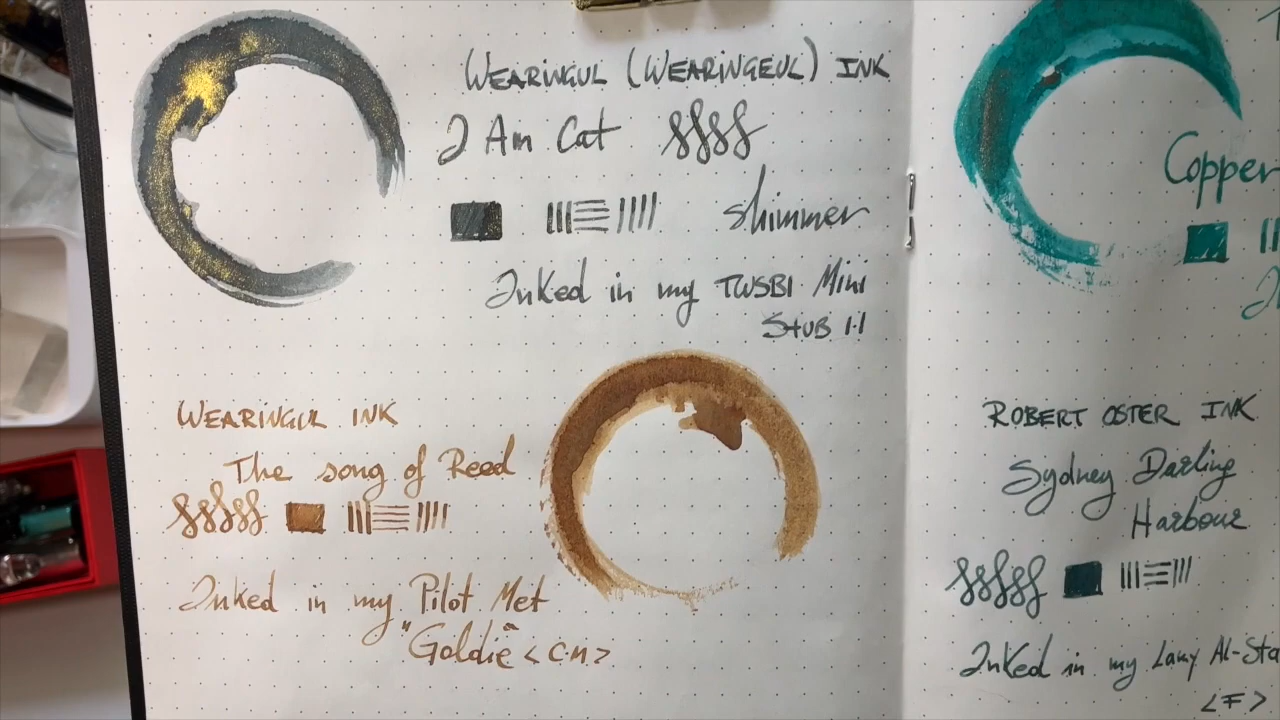 WEARINGUL (WEARINGEUL) INK
I Am Cat
shimmer
Inked in my TWSBI Mini
STUB 1.1
WEARINGUL INK
The song of Reed
Inked in my Pilot Met
"Goldie" <CM>
Copper
ROBERT OSTER INK
Sydney Darling
Harbour
Inked in my Lamy Al-Sta
<F>